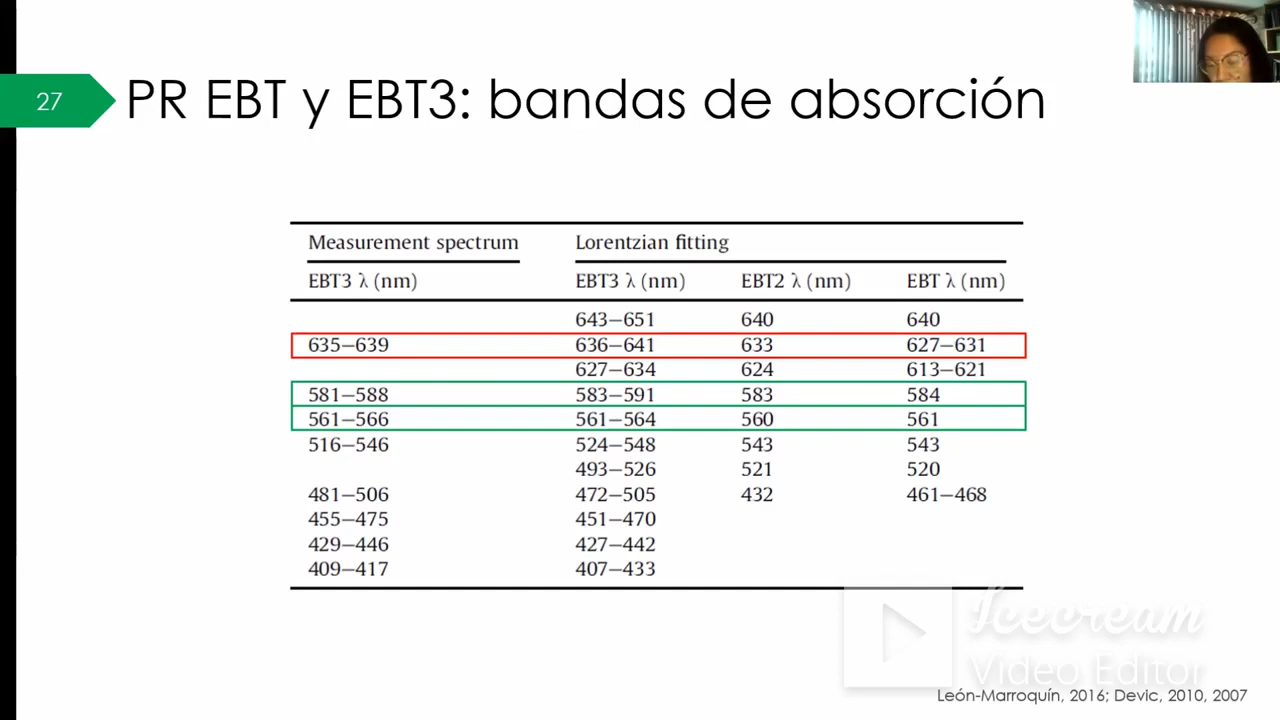 27
PR EBT y EBT3: bandas de absorción
Measurement spectrum Lorentzian fitting
EBT3 λ (nm) EBT3 λ (nm) EBT2 λ (nm) EBT λ (nm)
643–651 640 640
635–639 636–641 633 627–631
627–634 624 613–621
581–588 583–591 583 584
561–566 561–564 560 561
516–546 524–548 543 543
493–526 521 520
481–506 472–505 432 461–468
455–475 451–470
429–446 427–442
409–417 407–433
Icecream
Video Editor
León-Marroquín, 2016; Devic, 2010, 2007